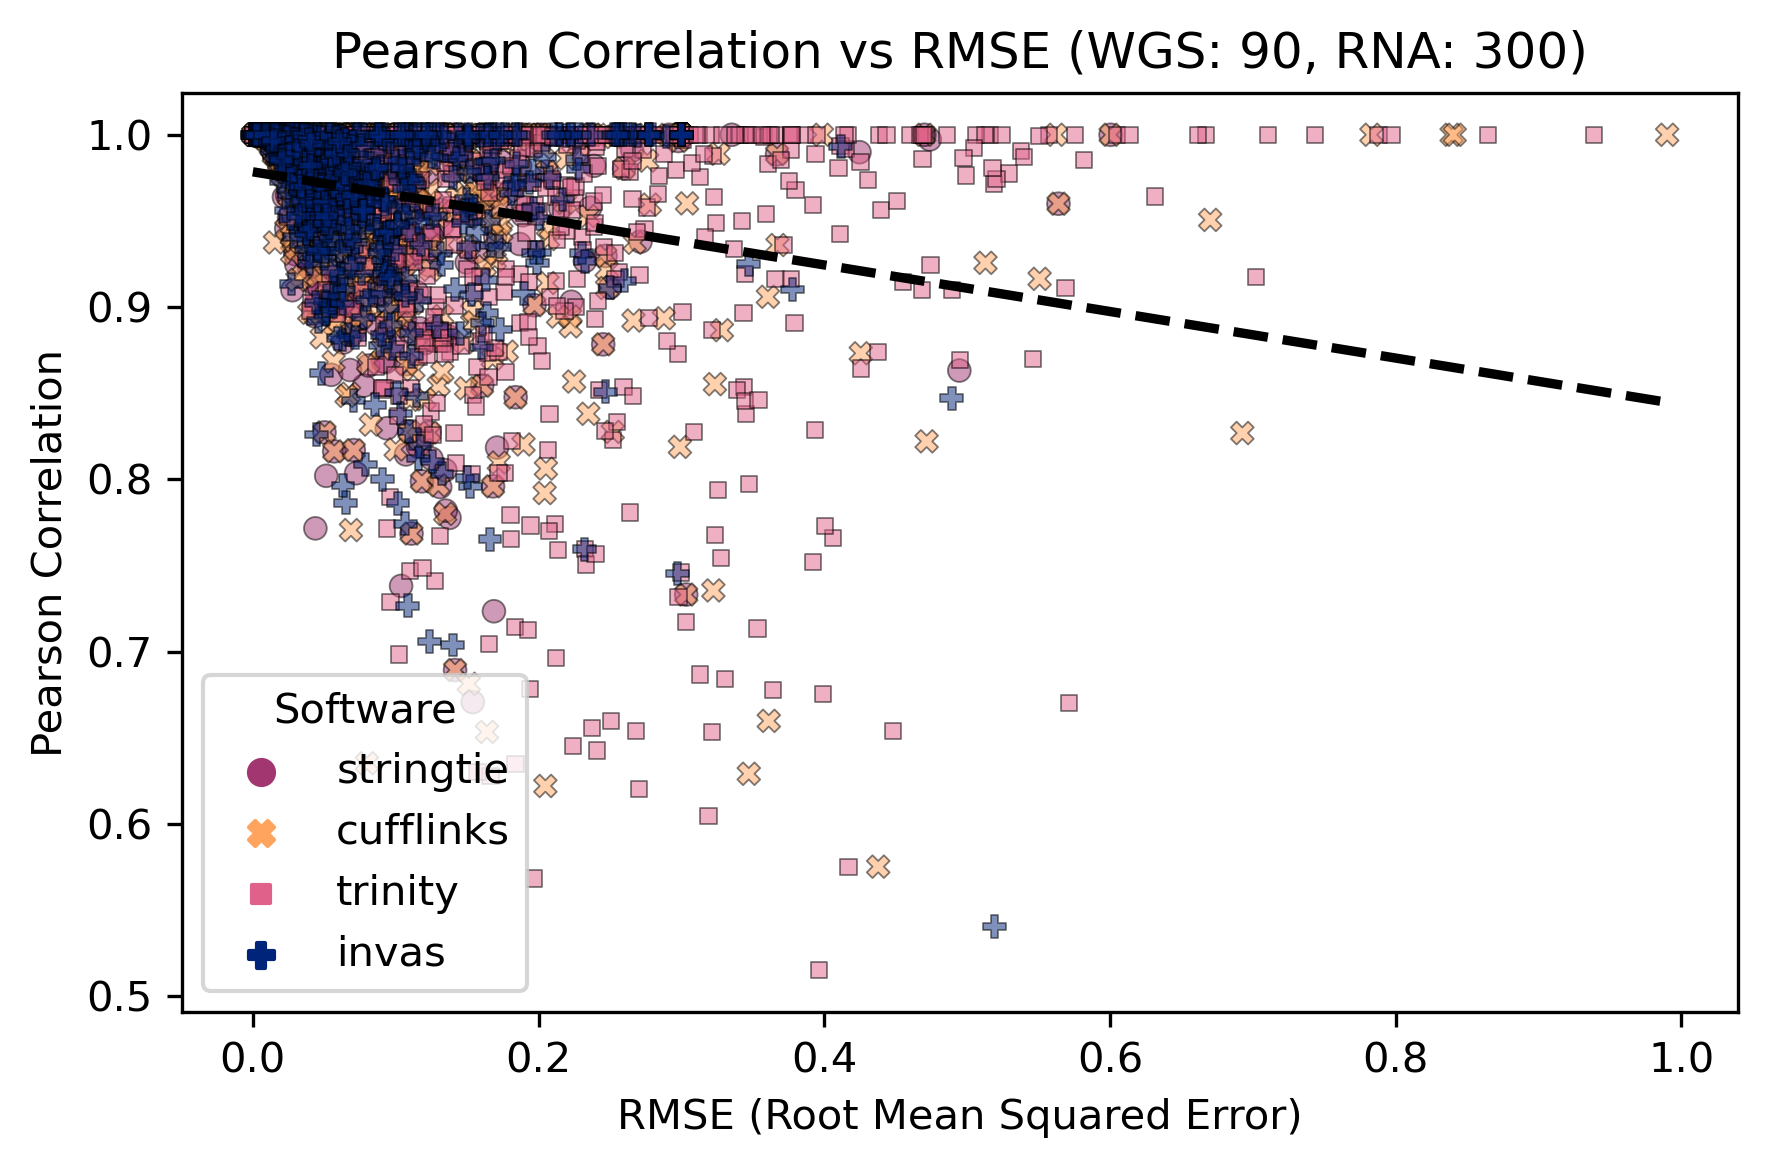 Pearson Correlation vs RMSE (WGS: 90, RNA: 300)
Pearson Correlation
1.0
0.9
0.8
0.7
0.6
0.5
Software
stringtie
cufflinks
trinity
invas
0.0 0.2 0.4 0.6 0.8 1.0
RMSE (Root Mean Squared Error)